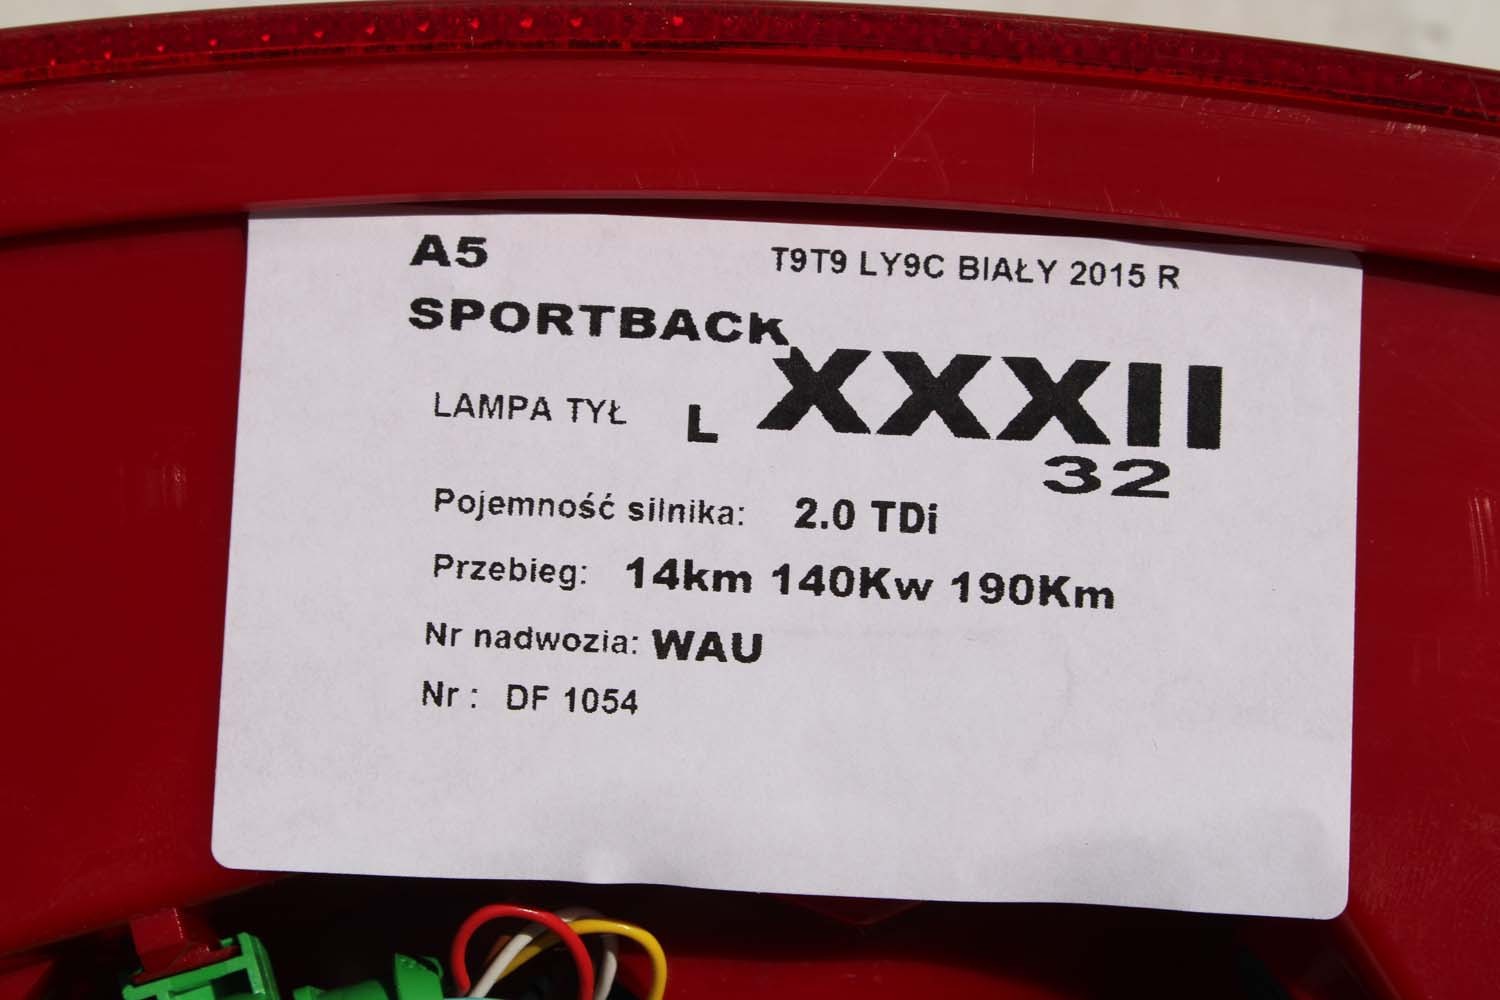 A5 T9T9 LY9C BIAŁY 2015 R
SPORTBACK
XXXII
LAMPA TYŁ L
32
Pojemność silnika: 2.0 TDi
Przebieg: 14km 140Kw 190Km
Nr nadwozia: WAU
Nr : DF 1054